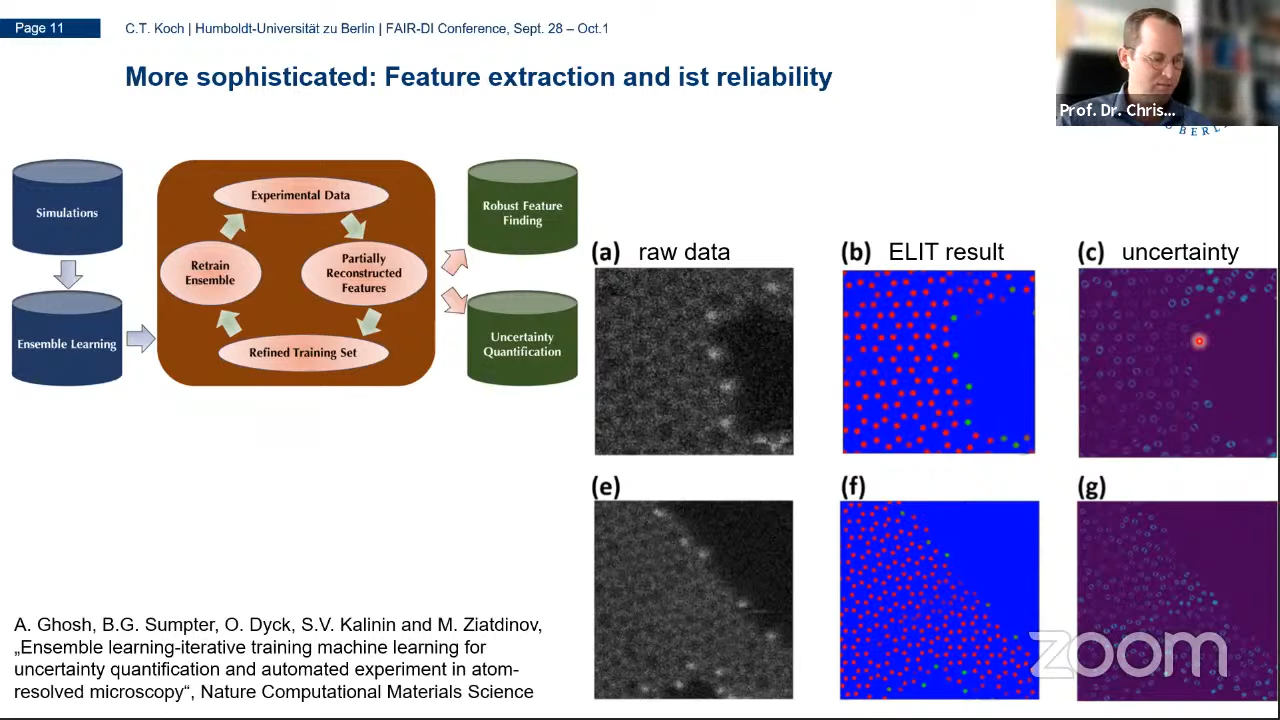 Page 11
C.T. Koch | Humboldt-Universität zu Berlin | FAIR-DI Conference, Sept. 28 – Oct.1
More sophisticated: Feature extraction and ist reliability
Prof. Dr. Chris...
BERL
Simulations
Ensemble Learning
Experimental Data
Partially
Reconstructed
Features
Refined Training Set
Retrain
Ensemble
Robust Feature
Finding
Uncertainty
Quantification
(a) raw data
(b) ELIT result
(c) uncertainty
(e)
(f)
(g)
A. Ghosh, B.G. Sumpter, O. Dyck, S.V. Kalinin and M. Ziatdinov,
„Ensemble learning-iterative training machine learning for
uncertainty quantification and automated experiment in atom-
resolved microscopy“, Nature Computational Materials Science
zoom